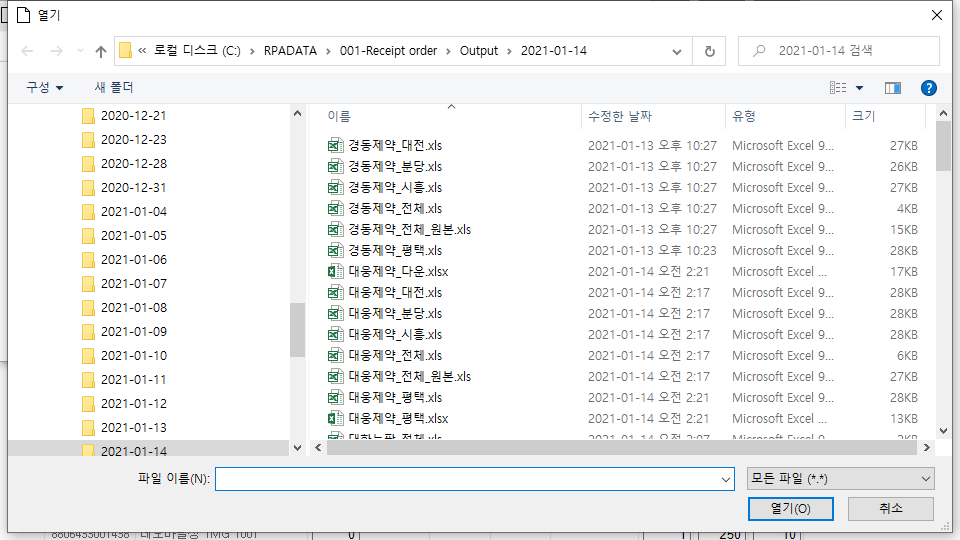 열기
« 로컬 디스크 (C:) › RPADATA › 001-Receipt order › Output › 2021-01-14
2021-01-14 검색
구성
새 폴더
2020-12-21
2020-12-23
2020-12-28
2020-12-31
2021-01-04
2021-01-05
2021-01-06
2021-01-07
2021-01-08
2021-01-09
2021-01-10
2021-01-11
2021-01-12
2021-01-13
2021-01-14
이름 수정한 날짜 유형 크기
경동제약_대전.xls 2021-01-13 오후 10:27 Microsoft Excel 9... 27KB
경동제약_분당.xls 2021-01-13 오후 10:27 Microsoft Excel 9... 26KB
경동제약_시흥.xls 2021-01-13 오후 10:27 Microsoft Excel 9... 27KB
경동제약_전체.xls 2021-01-13 오후 10:27 Microsoft Excel 9... 4KB
경동제약_전체_원본.xls 2021-01-13 오후 10:27 Microsoft Excel 9... 15KB
경동제약_평택.xls 2021-01-13 오후 10:23 Microsoft Excel 9... 28KB
대웅제약_다운.xlsx 2021-01-14 오전 2:21 Microsoft Excel ... 17KB
대웅제약_대전.xls 2021-01-14 오전 2:17 Microsoft Excel 9... 28KB
대웅제약_분당.xls 2021-01-14 오전 2:17 Microsoft Excel 9... 28KB
대웅제약_시흥.xls 2021-01-14 오전 2:17 Microsoft Excel 9... 28KB
대웅제약_전체.xls 2021-01-14 오전 2:17 Microsoft Excel 9... 6KB
대웅제약_전체_원본.xls 2021-01-14 오전 2:17 Microsoft Excel 9... 27KB
대웅제약_평택.xls 2021-01-14 오전 2:21 Microsoft Excel 9... 28KB
대웅제약_평택.xlsx 2021-01-14 오전 2:21 Microsoft Excel ... 13KB
파일 이름(N):
모든 파일 (*.*)
열기(O)
취소
0 1 250 10